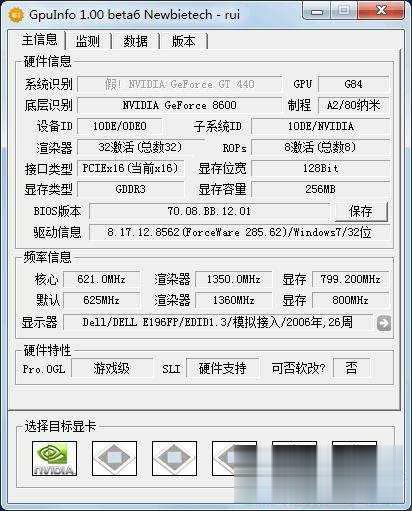 GpuInfo 1.00 beta6 Newbietech - rui
主信息 监测 数据 版本
硬件信息
系统识别 假! NVIDIA GeForce GT 440 GPU G84
底层识别 NVIDIA GeForce 8600 制程 A2/80纳米
设备ID 10DE/0DE0 子系统ID 10DE/NVIDIA
渲染器 32激活(总数32) ROPs 8激活(总数8)
接口类型 PCIEx16(当前x16) 显存位宽 128Bit
显存类型 GDDR3 显存容量 256MB
BIOS版本 70.08.BB.12.01 保存
驱动信息 8.17.12.8562(ForceWare 285.62)/Windows7/32位
频率信息
核心 621.0MHz 渲染器 1350.0MHz 显存 799.200MHz
默认 625MHz 渲染器 1360MHz 显存 800MHz
显示器 Dell/DELL E196FP/EDID1.3/模拟接入/2006年,26周
硬件特性
Pro.OGL 游戏级 SLI 硬件支持 可否软改? 否
选择目标显卡
NVIDIA